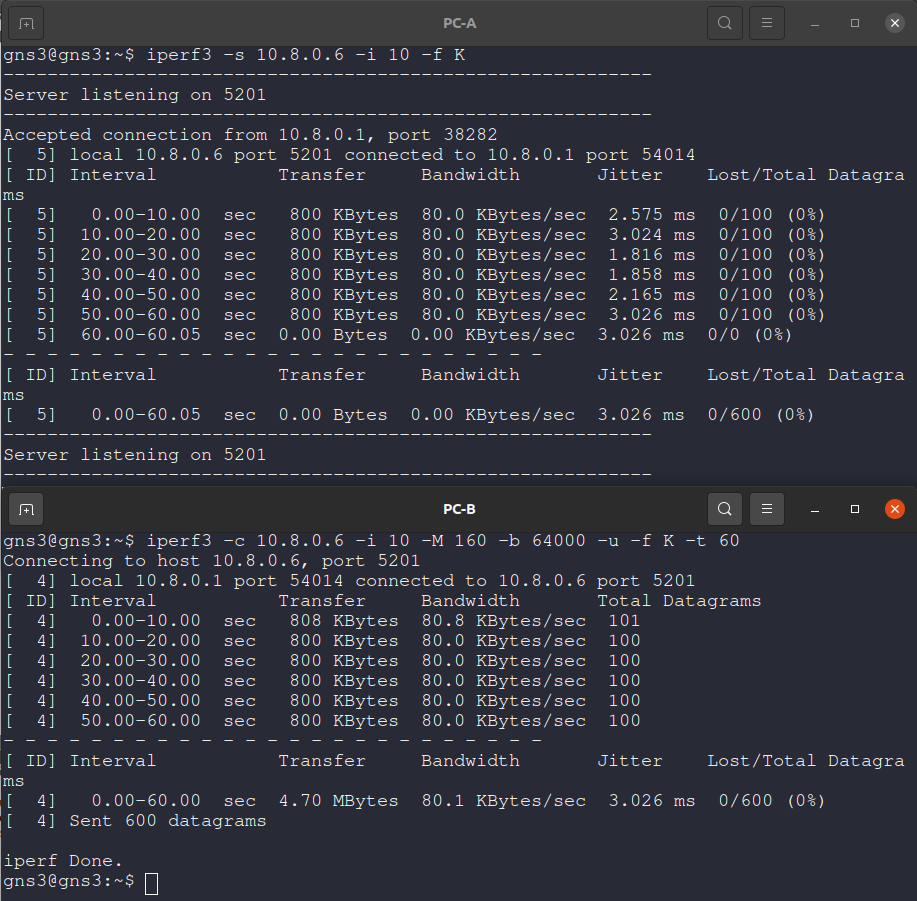 PC-A
gns3@gns3:~$ iperf3 -s 10.8.0.6 -i 10 -f K
-----------------------------------------------------------
Server listening on 5201
-----------------------------------------------------------
Accepted connection from 10.8.0.1, port 38282
[  5] local 10.8.0.6 port 5201 connected to 10.8.0.1 port 54014
[ ID] Interval           Transfer     Bandwidth       Jitter    Lost/Total Datagra
ms
[  5]   0.00-10.00  sec   800 KBytes  80.0 KBytes/sec  2.575 ms  0/100 (0%)
[  5]  10.00-20.00  sec   800 KBytes  80.0 KBytes/sec  3.024 ms  0/100 (0%)
[  5]  20.00-30.00  sec   800 KBytes  80.0 KBytes/sec  1.816 ms  0/100 (0%)
[  5]  30.00-40.00  sec   800 KBytes  80.0 KBytes/sec  1.858 ms  0/100 (0%)
[  5]  40.00-50.00  sec   800 KBytes  80.0 KBytes/sec  2.165 ms  0/100 (0%)
[  5]  50.00-60.00  sec   800 KBytes  80.0 KBytes/sec  3.026 ms  0/100 (0%)
[  5]  60.00-60.05  sec  0.00 Bytes  0.00 KBytes/sec  3.026 ms  0/0 (0%)
- - - - - - - - - - - - - - - - - - - - - - - - -
[ ID] Interval           Transfer     Bandwidth       Jitter    Lost/Total Datagra
ms
[  5]   0.00-60.05  sec  0.00 Bytes  0.00 KBytes/sec  3.026 ms  0/600 (0%)
-----------------------------------------------------------
Server listening on 5201
-----------------------------------------------------------
PC-B
gns3@gns3:~$ iperf3 -c 10.8.0.6 -i 10 -M 160 -b 64000 -u -f K -t 60
Connecting to host 10.8.0.6, port 5201
[  4] local 10.8.0.1 port 54014 connected to 10.8.0.6 port 5201
[ ID] Interval           Transfer     Bandwidth       Total Datagrams
[  4]   0.00-10.00  sec   808 KBytes  80.8 KBytes/sec  101
[  4]  10.00-20.00  sec   800 KBytes  80.0 KBytes/sec  100
[  4]  20.00-30.00  sec   800 KBytes  80.0 KBytes/sec  100
[  4]  30.00-40.00  sec   800 KBytes  80.0 KBytes/sec  100
[  4]  40.00-50.00  sec   800 KBytes  80.0 KBytes/sec  100
[  4]  50.00-60.00  sec   800 KBytes  80.0 KBytes/sec  100
- - - - - - - - - - - - - - - - - - - - - - - - -
[ ID] Interval           Transfer     Bandwidth       Jitter    Lost/Total Datagra
ms
[  4]   0.00-60.00  sec  4.70 MBytes  80.1 KBytes/sec  3.026 ms  0/600 (0%)
[  4] Sent 600 datagrams

iperf Done.
gns3@gns3:~$